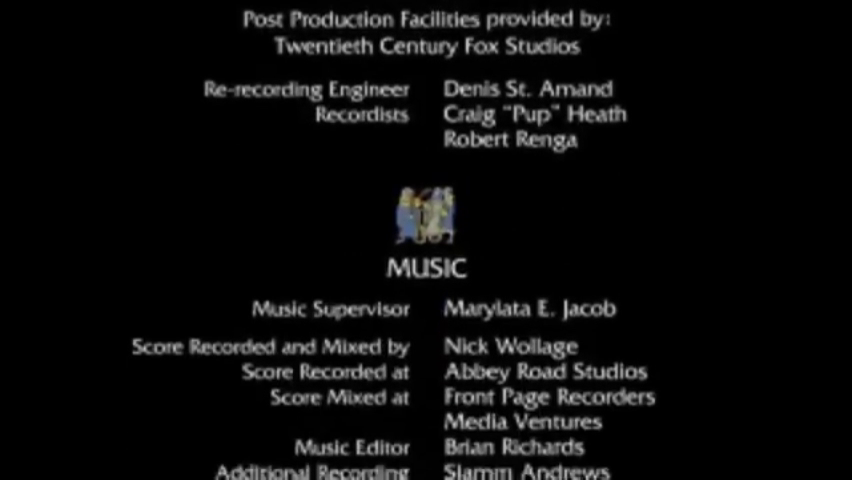 Post Production Facilities provided by:
Twentieth Century Fox Studios
Re-recording Engineer Denis St. Amand
Recordists Craig "Pup" Heath
Robert Renga
MUSIC
Music Supervisor Marylata E. Jacob
Score Recorded and Mixed by Nick Wollage
Score Recorded at Abbey Road Studios
Score Mixed at Front Page Recorders
Media Ventures
Music Editor Brian Richards
Additional Recording Slamm Andrews